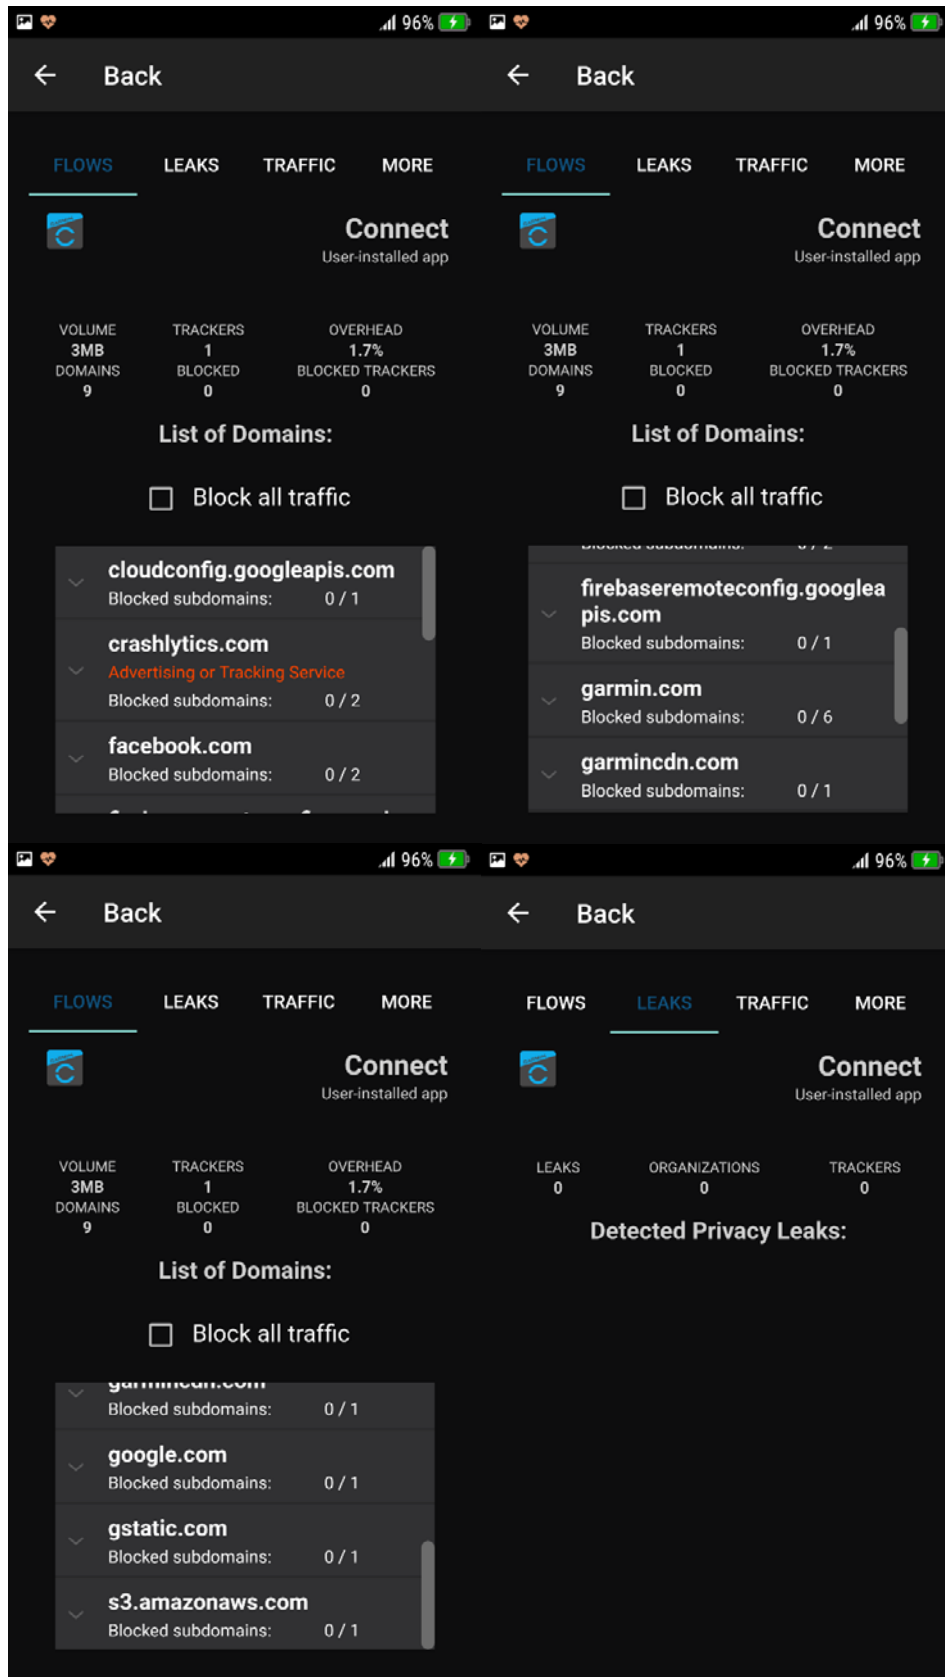 96%
Back
FLOWS LEAKS TRAFFIC MORE
Connect
User-installed app
VOLUME TRACKERS OVERHEAD
3MB 1 1.7%
DOMAINS BLOCKED BLOCKED TRACKERS
9 0 0
List of Domains:
Block all traffic
cloudconfig.googleapis.com
Blocked subdomains: 0 / 1
crashlytics.com
Advertising or Tracking Service
Blocked subdomains: 0 / 2
facebook.com
Blocked subdomains: 0 / 2
96%
Back
FLOWS LEAKS TRAFFIC MORE
Connect
User-installed app
VOLUME TRACKERS OVERHEAD
3MB 1 1.7%
DOMAINS BLOCKED BLOCKED TRACKERS
9 0 0
List of Domains:
Block all traffic
Blocked subdomains: 0 / 2
firebaseremoteconfig.googlea
pis.com
Blocked subdomains: 0 / 1
garmin.com
Blocked subdomains: 0 / 6
garmincdn.com
Blocked subdomains: 0 / 1
96%
Back
FLOWS LEAKS TRAFFIC MORE
Connect
User-installed app
VOLUME TRACKERS OVERHEAD
3MB 1 1.7%
DOMAINS BLOCKED BLOCKED TRACKERS
9 0 0
List of Domains:
Block all traffic
garmincdn.com
Blocked subdomains: 0 / 1
google.com
Blocked subdomains: 0 / 1
gstatic.com
Blocked subdomains: 0 / 1
s3.amazonaws.com
Blocked subdomains: 0 / 1
96%
Back
FLOWS LEAKS TRAFFIC MORE
Connect
User-installed app
LEAKS ORGANIZATIONS TRACKERS
0 0 0
Detected Privacy Leaks: